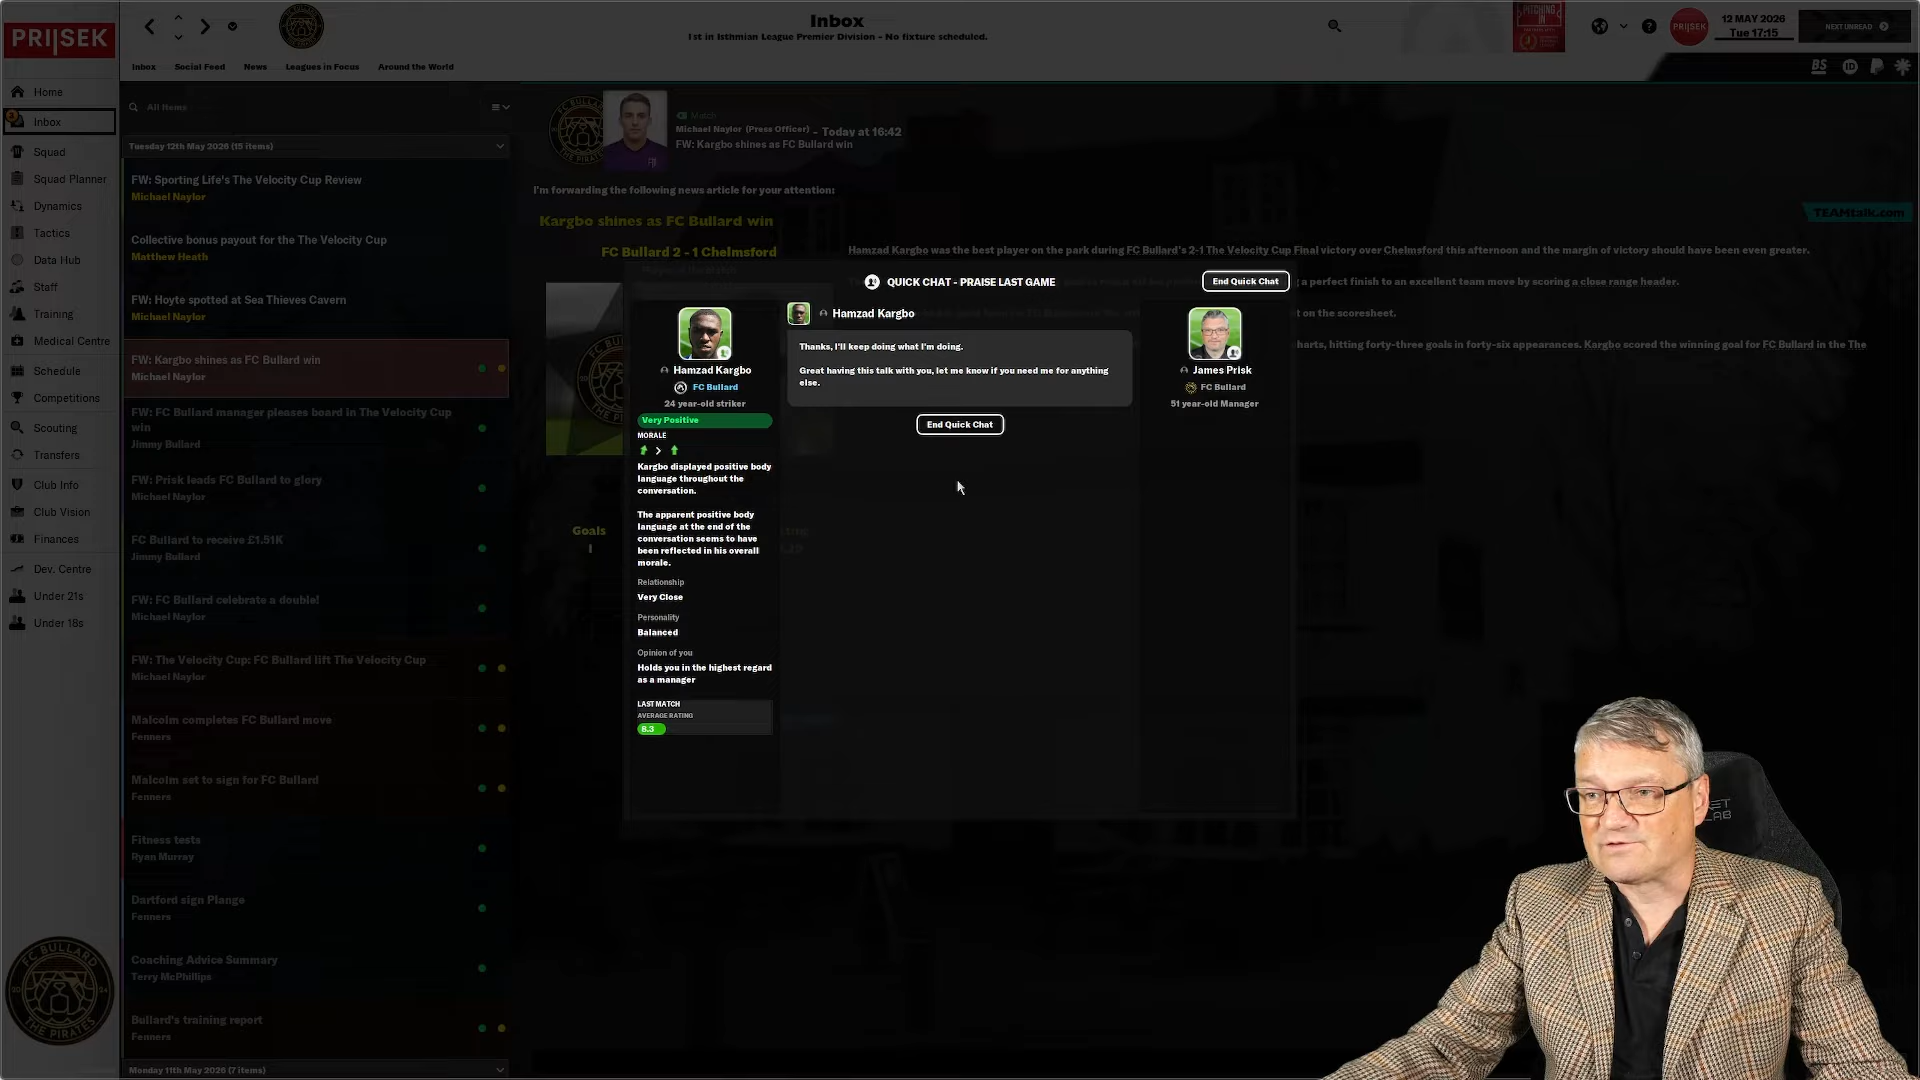 PRI|SEK
Inbox
1st in Isthmian League Premier Division - No fixture scheduled.
PITCHING IN
PRI|SEK
12 MAY 2026
Tue 17:15
NEXT UNREAD
Inbox
Social Feed
News
Leagues in Focus
Around the World
BS
Home
Inbox
Squad
Squad Planner
Dynamics
Tactics
Data Hub
Staff
Training
Medical Centre
Schedule
Competitions
Scouting
Transfers
Club Info
Club Vision
Finances
Dev. Centre
Under 21s
Under 18s
FC BULLARD
THE PIRATES
All Items
Tuesday 12th May 2026 (15 items)
FW: Sporting Life's The Velocity Cup Review
Michael Naylor
Collective bonus payout for the The Velocity Cup
Matthew Heath
FW: Hoyte spotted at Sea Thieves Cavern
Michael Naylor
FW: Kargbo shines as FC Bullard win
Michael Naylor
FW: FC Bullard manager pleases board in The Velocity Cup
win
Jimmy Bullard
FW: Prisk leads FC Bullard to glory
Michael Naylor
FC Bullard to receive £1.51K
Jimmy Bullard
FW: FC Bullard celebrate a double!
Michael Naylor
FW: The Velocity Cup: FC Bullard lift The Velocity Cup
Michael Naylor
Malcolm completes FC Bullard move
Fenners
Malcolm set to sign for FC Bullard
Fenners
Fitness tests
Ryan Murray
Dartford sign Plange
Fenners
Coaching Advice Summary
Terry McPhillips
Bullard's training report
Fenners
Monday 11th May 2026 (7 items)
Match
Michael Naylor (Press Officer) - Today at 16:42
FW: Kargbo shines as FC Bullard win
I'm forwarding the following news article for your attention:
Kargbo shines as FC Bullard win
TEAMtalk.com
FC Bullard 2 - 1 Chelmsford
Hamzad Kargbo was the best player on the park during FC Bullard's 2-1 The Velocity Cup Final victory over Chelmsford this afternoon and the margin of victory should have been even greater.
a perfect finish to an excellent team move by scoring a close range header.
t on the scoresheet.
charts, hitting forty-three goals in forty-six appearances. Kargbo scored the winning goal for FC Bullard in the The
Goals
1
QUICK CHAT - PRAISE LAST GAME
End Quick Chat
Hamzad Kargbo
FC Bullard
24 year-old striker
Very Positive
MORALE
Kargbo displayed positive body
language throughout the
conversation.
The apparent positive body
language at the end of the
conversation seems to have
been reflected in his overall
morale.
Relationship
Very Close
Personality
Balanced
Opinion of you
Holds you in the highest regard
as a manager
LAST MATCH
AVERAGE RATING
8.3
Hamzad Kargbo
Thanks, I'll keep doing what I'm doing.
Great having this talk with you, let me know if you need me for anything
else.
End Quick Chat
James Prisk
FC Bullard
51 year-old Manager